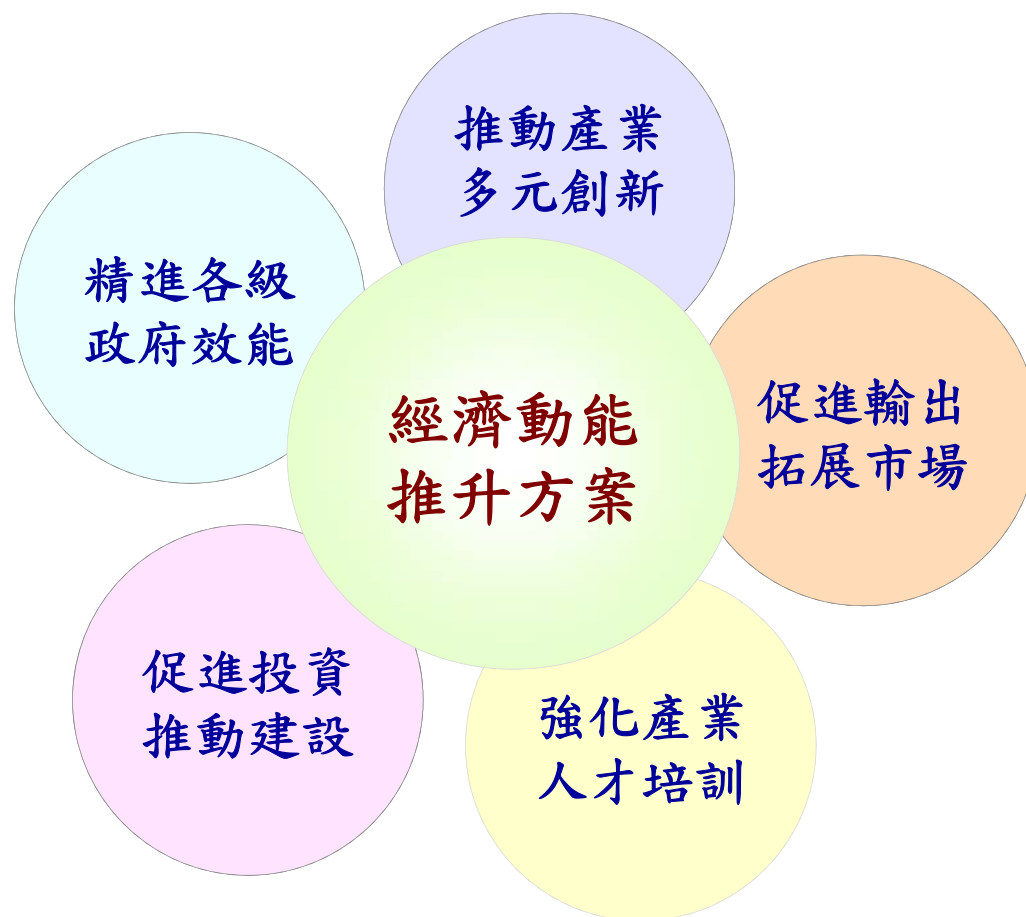 推動產業
多元創新
精進各級
政府效能
促進輸出
拓展市場
經濟動能
推升方案
促進投資
推動建設
強化產業
人才培訓